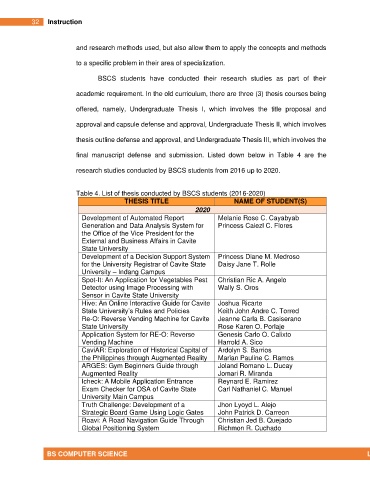 32 Instruction
and research methods used, but also allow them to apply the concepts and methods
to a specific problem in their area of specialization.
BSCS students have conducted their research studies as part of their
academic requirement. In the old curriculum, there are three (3) thesis courses being
offered, namely, Undergraduate Thesis I, which involves the title proposal and
approval and capsule defense and approval, Undergraduate Thesis II, which involves
thesis outline defense and approval, and Undergraduate Thesis III, which involves the
final manuscript defense and submission. Listed down below in Table 4 are the
research studies conducted by BSCS students from 2016 up to 2020.
Table 4. List of thesis conducted by BSCS students (2016-2020)
THESIS TITLE NAME OF STUDENT(S)
2020
Development of Automated Report Melanie Rose C. Cayabyab
Generation and Data Analysis System for Princess Caiezl C. Flores
the Office of the Vice President for the
External and Business Affairs in Cavite
State University
Development of a Decision Support System Princess Diane M. Medroso
for the University Registrar of Cavite State Daisy Jane T. Rolle
University – Indang Campus
Spot-It: An Application for Vegetables Pest Christian Ric A. Angelo
Detector using Image Processing with Wally S. Oros
Sensor in Cavite State University
Hive: An Online Interactive Guide for Cavite Joshua Ricarte
State University's Rules and Policies Keith John Andre C. Torred
Re-O: Reverse Vending Machine for Cavite Jeanne Carla B. Casiserano
State University Rose Karen O. Porlaje
Application System for RE-O: Reverse Genesis Carlo O. Calixto
Vending Machine Harrold A. Sico
CaviAR: Exploration of Historical Capital of Ardolyn S. Barrios
the Philippines through Augmented Reality Marian Pauline C. Ramos
ARGES: Gym Beginners Guide through Joland Romano L. Ducay
Augmented Reality Jomari R. Miranda
Icheck: A Mobile Application Entrance Reynard E. Ramirez
Exam Checker for OSA of Cavite State Carl Nathaniel C. Manuel
University Main Campus
Truth Challenge: Development of a Jhon Lyoyd L. Alejo
Strategic Board Game Using Logic Gates John Patrick D. Carreon
Roavi: A Road Navigation Guide Through Christian Jed B. Quejado
Global Positioning System Richmon R. Cudhado
BS COMPUTER SCIENCE L